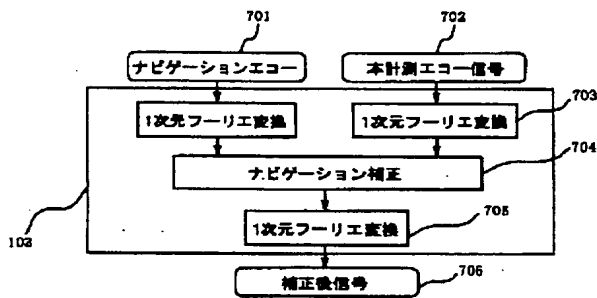 701
702
ナビゲーションエコー
本計測エコー信号
703
1次元フーリエ変換
1次元フーリエ変換
704
ナビゲーション補正
705
1次元フーリエ変換
102
706
補正後信号